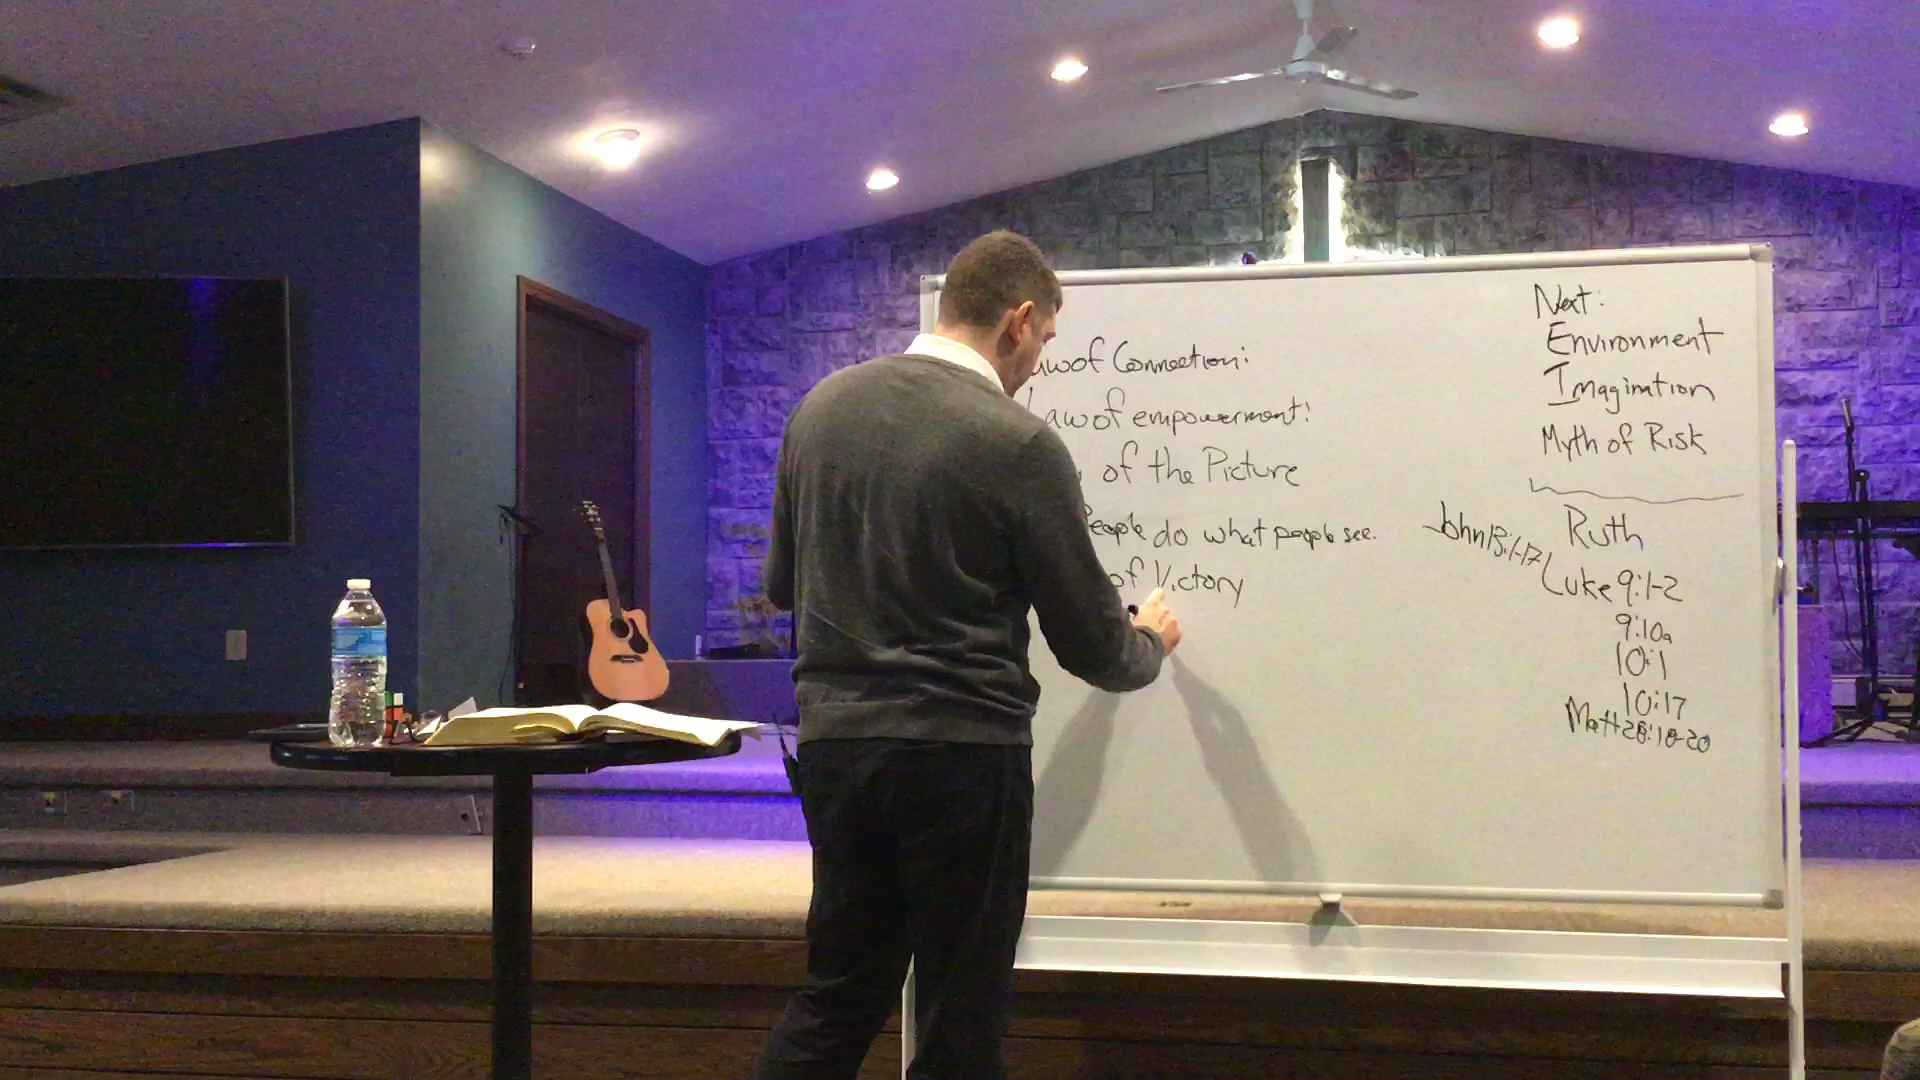 of Connection:
Law of empowerment!
of the Picture
People do what people see.
of Victory
Next:
Environment
Imagination
Myth of Risk
Ruth
John 13:1-17
Luke 9:1-2
9:10a
10:1
10:17
Matt 28:18-20